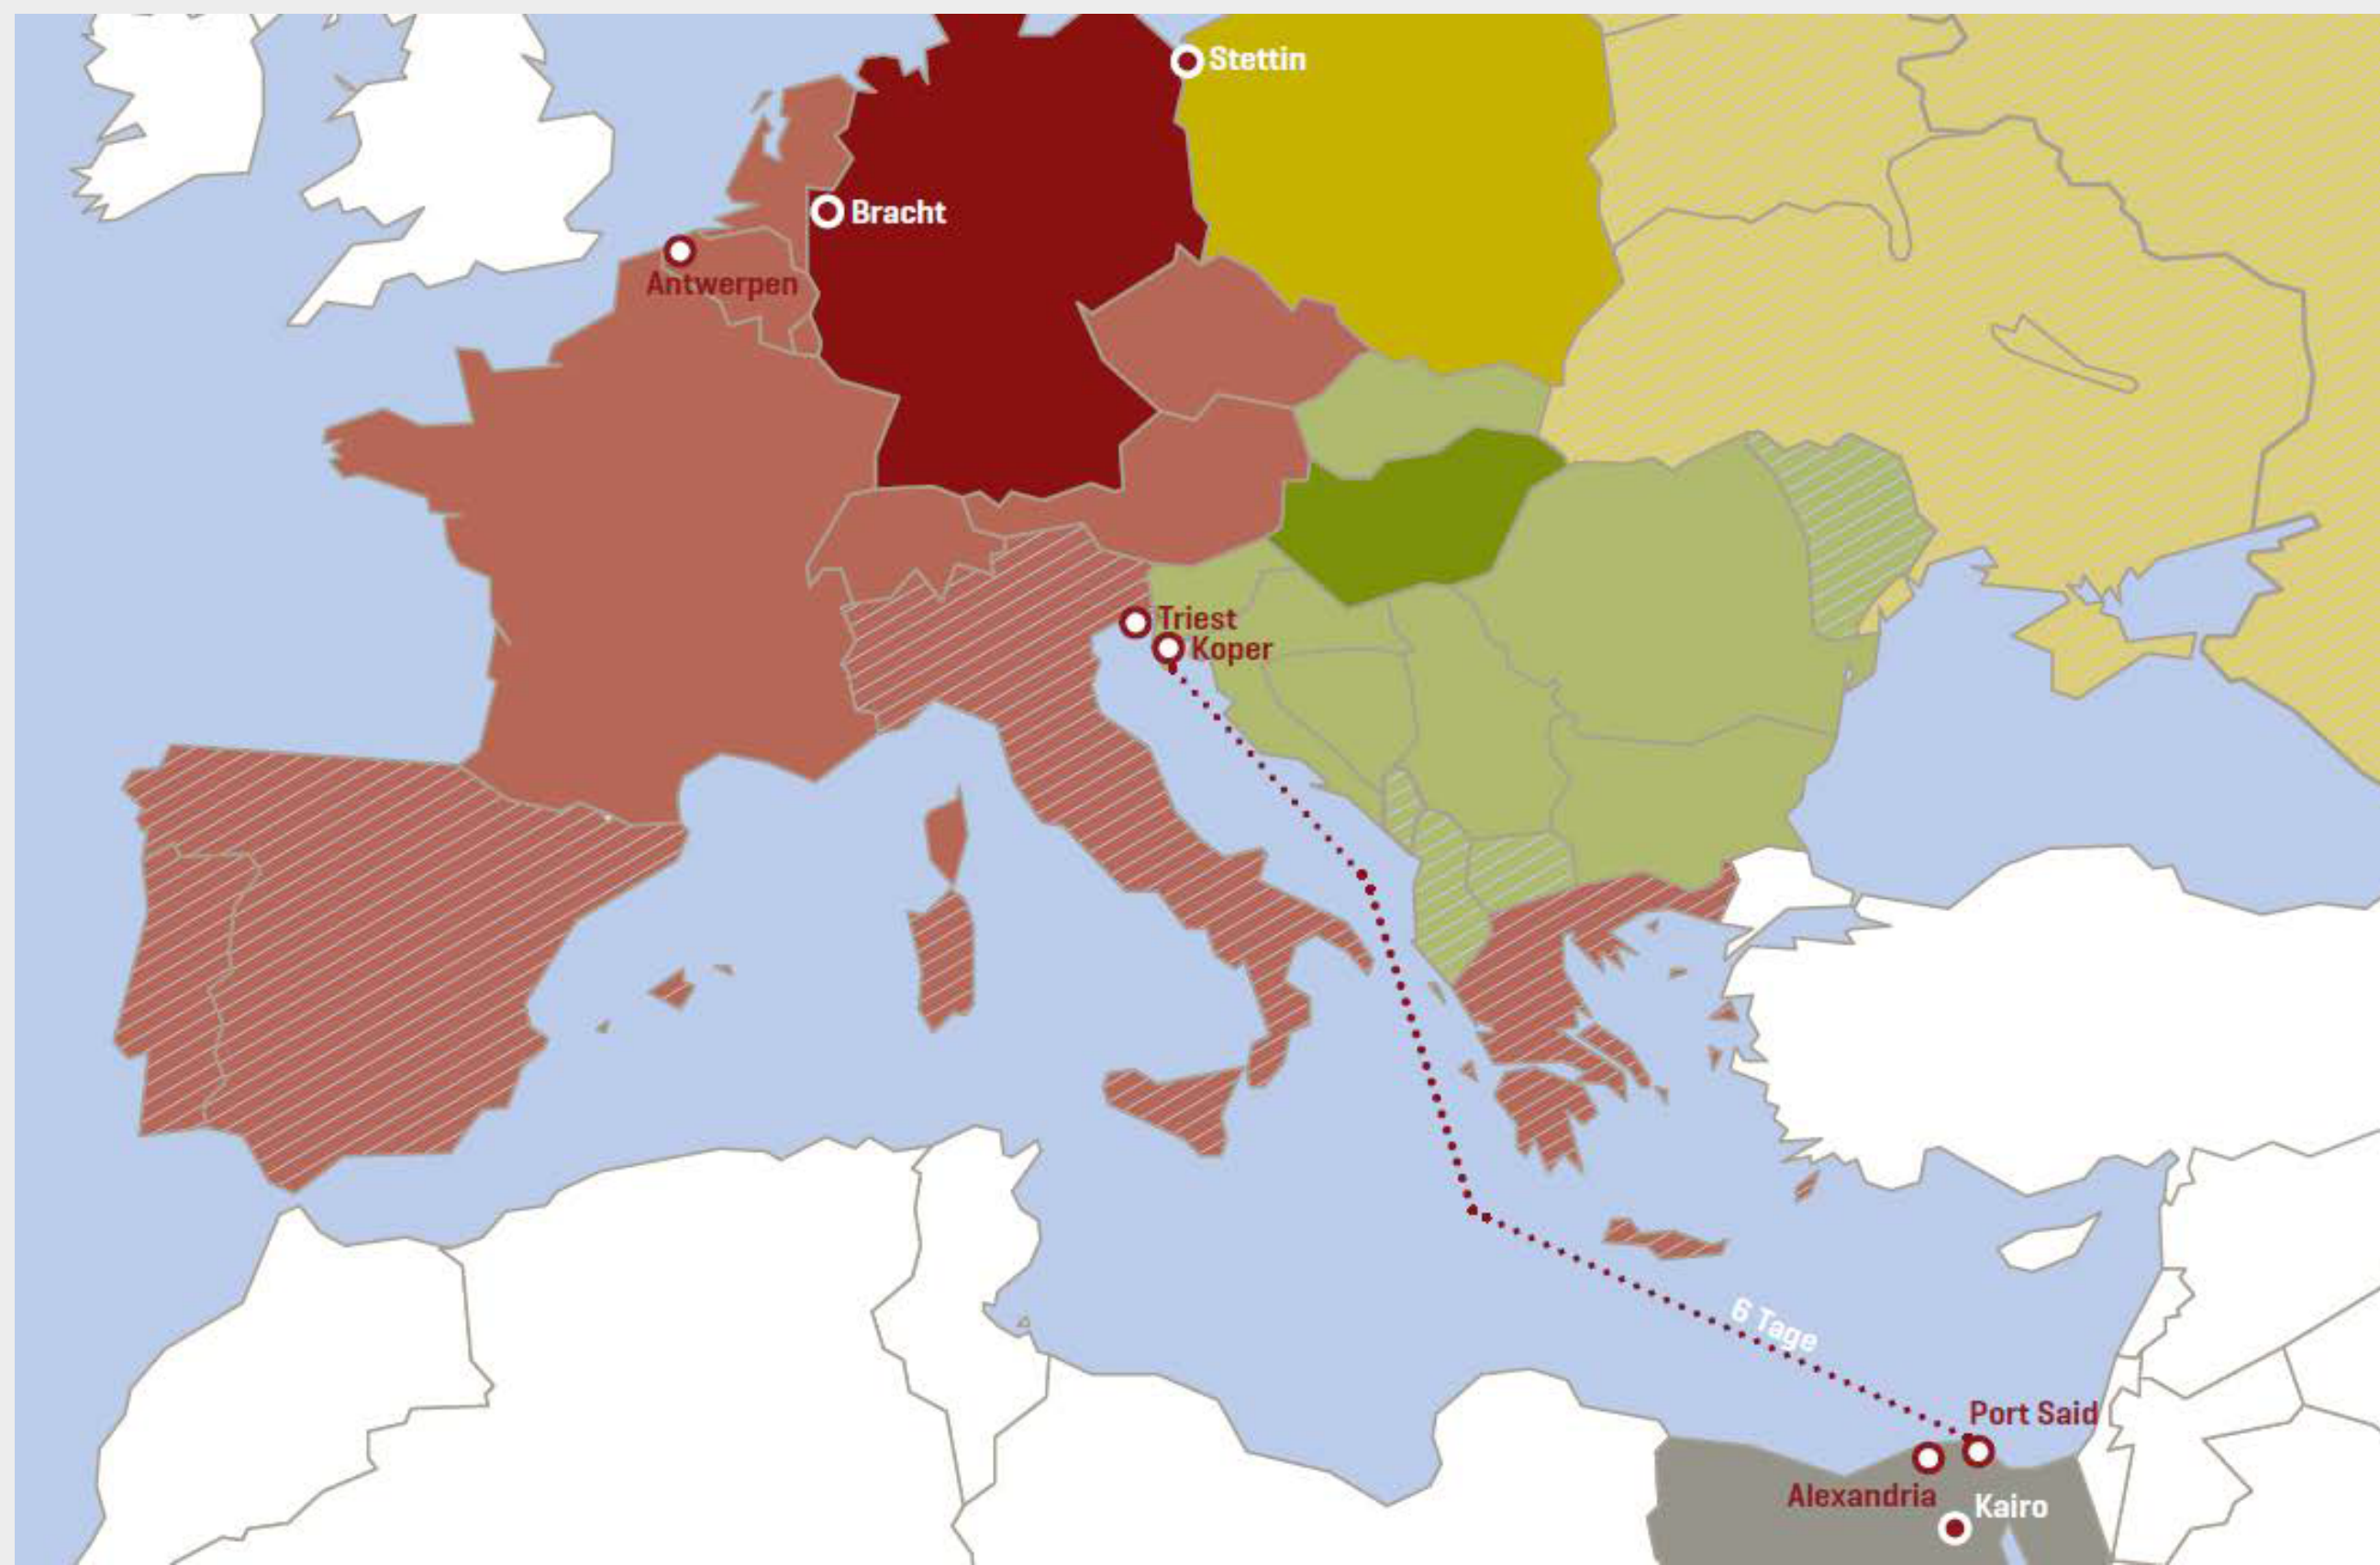 Stettin
Bracht
Antwerpen
Triest
Koper
6 Tage
Port Said
Alexandria
Kairo